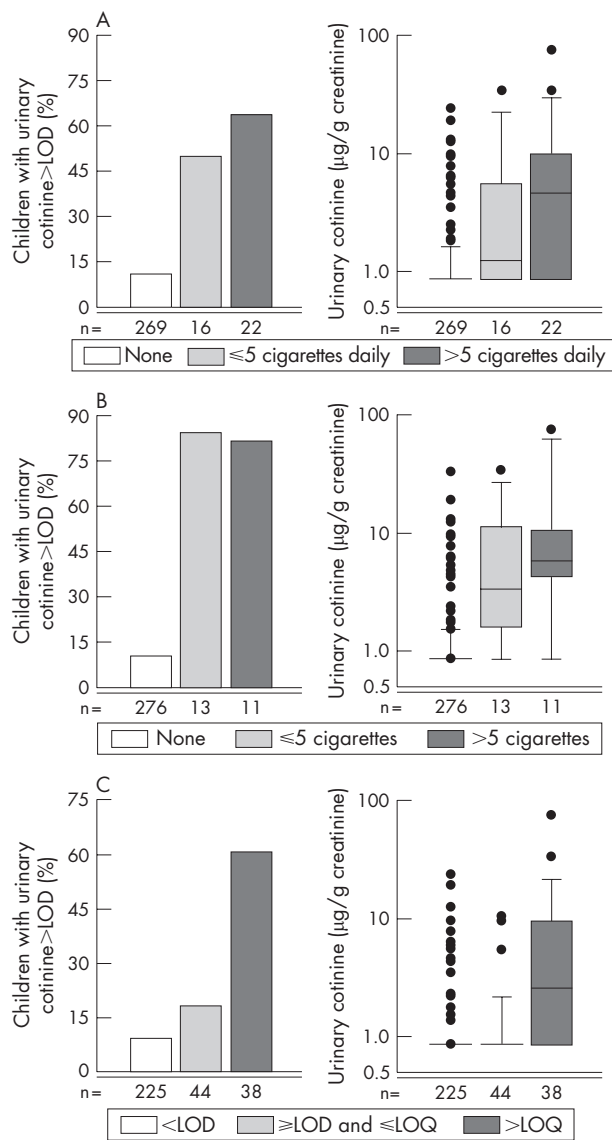 A
Children with urinary
cotinine>LOD (%)
90
75
60
45
30
15
0
n= 269 16 22
Urinary cotinine (μg/g creatinine)
100
10
1.0
0.5
n= 269 16 22
None ⩽5 cigarettes daily >5 cigarettes daily
B
Children with urinary
cotinine>LOD (%)
90
75
60
45
30
15
0
n= 276 13 11
Urinary cotinine (μg/g creatinine)
100
10
1.0
0.5
n= 276 13 11
None ⩽5 cigarettes >5 cigarettes
C
Children with urinary
cotinine>LOD (%)
75
60
45
30
15
0
n= 225 44 38
Urinary cotinine (μg/g creatinine)
100
10
1.0
0.5
n= 225 44 38
<LOD ⩾LOD and ⩽LOQ >LOQ